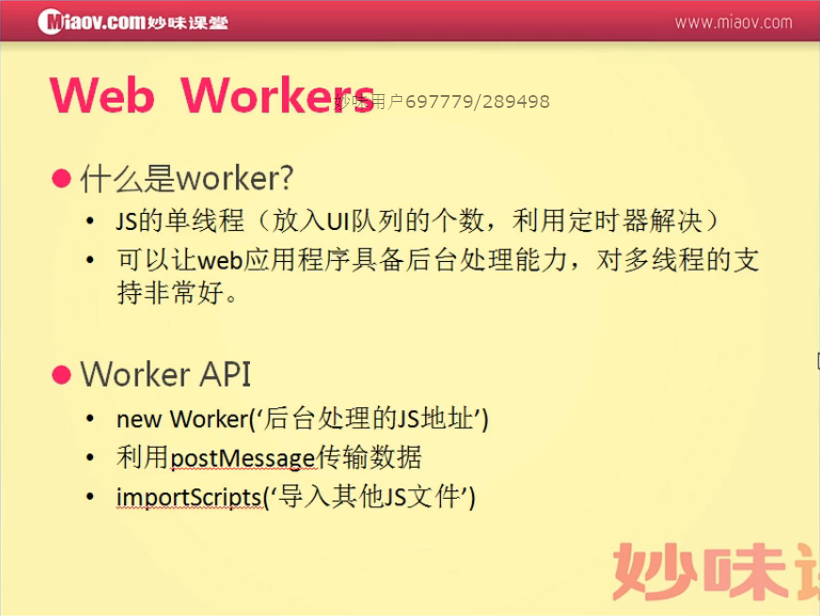 Miaov.com妙味课堂
www.miaov.com
Web Workers
妙味用户697779/289498
什么是worker?
• JS的单线程（放入UI队列的个数，利用定时器解决）
• 可以让web应用程序具备后台处理能力，对多线程的支
持非常好。
Worker API
• new Worker(‘后台处理的JS地址’)
• 利用postMessage传输数据
• importScripts(‘导入其他JS文件’)
妙味